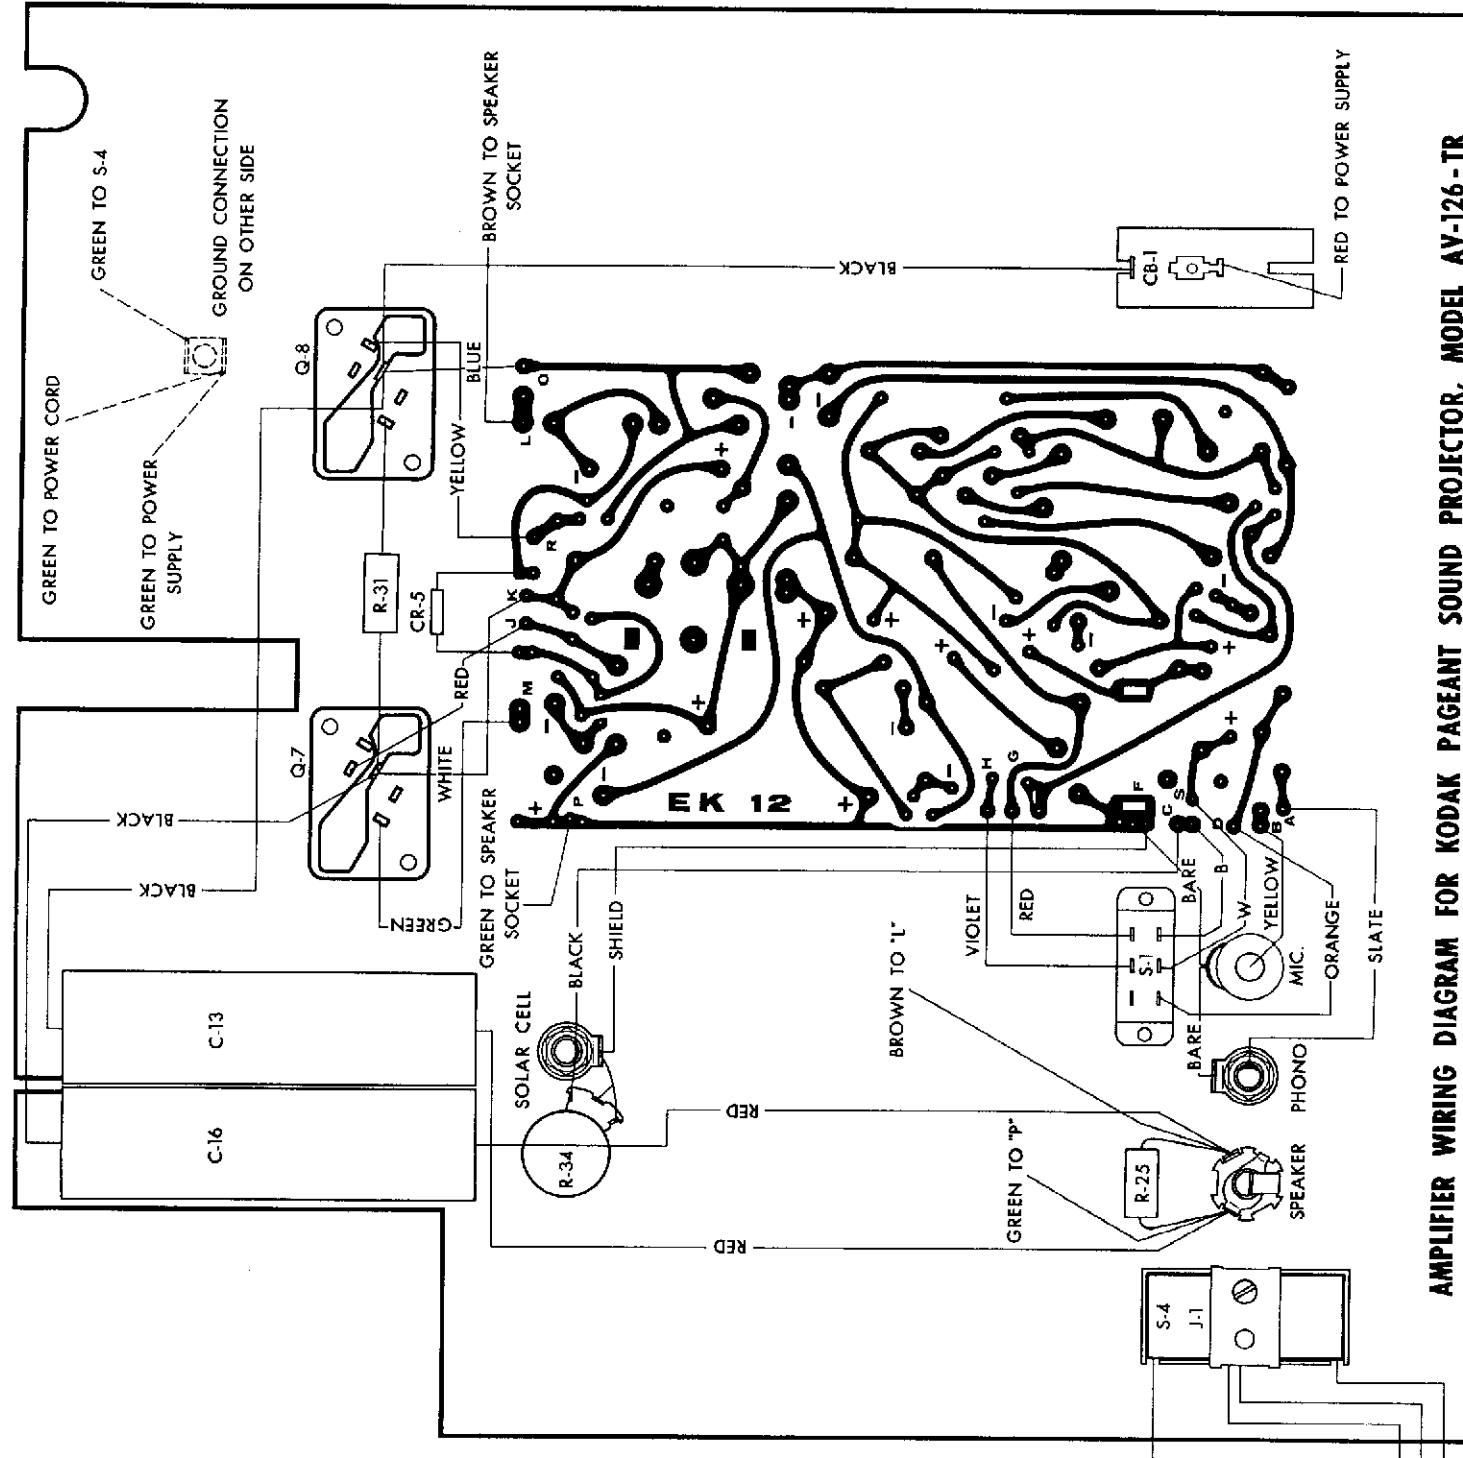 GREEN TO S-4
GROUND CONNECTION
ON OTHER SIDE
GREEN TO POWER CORD
GREEN TO POWER
SUPPLY
BROWN TO SPEAKER
SOCKET
RED TO POWER SUPPLY
Q-8
BLUE
YELLOW
BLACK
CB-1
R-31
CR-5
RED
WHITE
Q-7
BLACK
BLACK
GREEN
GREEN TO SPEAKER
SOCKET
L
O
R
K
J
M
P
EK 12
H
G
F
C
S
D
B
A
C-13
C-16
SOLAR CELL
BLACK
SHIELD
R-34
RED
RED
VIOLET
RED
BARE
B
W
YELLOW
ORANGE
SLATE
S-1
MIC.
BARE
PHONO
BROWN TO "L"
GREEN TO "P"
R-25
SPEAKER
S-4
J-1
AMPLIFIER WIRING DIAGRAM FOR KODAK PAGEANT SOUND PROJECTOR, MODEL AV-126-TR